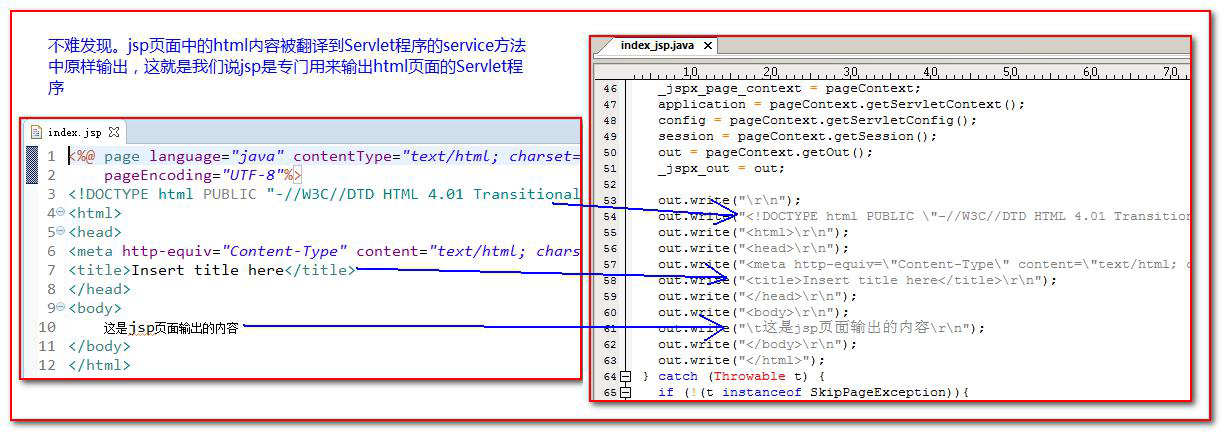 不难发现。jsp页面中的html内容被翻译到Servlet程序的service方法
中原样输出，这就是我们说jsp是专门用来输出html页面的Servlet程
序
index.jsp
1 <%@ page language="java" contentType="text/html; charset=
2 pageEncoding="UTF-8"%>
3 <!DOCTYPE html PUBLIC "-//W3C//DTD HTML 4.01 Transitional
4 <html>
5 <head>
6 <meta http-equiv="Content-Type" content="text/html; chars
7 <title>Insert title here</title>
8 </head>
9 <body>
10 这是jsp页面输出的内容
11 </body>
12 </html>
index_jsp.java
10 20 30 40 50 60 70
46 _jspx_page_context = pageContext;
47 application = pageContext.getServletContext();
48 config = pageContext.getServletConfig();
49 session = pageContext.getSession();
50 out = pageContext.getOut();
51 _jspx_out = out;
52
53 out.write("\r\n");
54 out.write("<!DOCTYPE html PUBLIC \"-//W3C//DTD HTML 4.01 Transition
55 out.write("<html>\r\n");
56 out.write("<head>\r\n");
57 out.write("<meta http-equiv=\"Content-Type\" content=\"text/html; c
58 out.write("<title>Insert title here</title>\r\n");
59 out.write("</head>\r\n");
60 out.write("<body>\r\n");
61 out.write("\t这是jsp页面输出的内容\r\n");
62 out.write("</body>\r\n");
63 out.write("</html>");
64 } catch (Throwable t) {
65 if (!(t instanceof SkipPageException)){